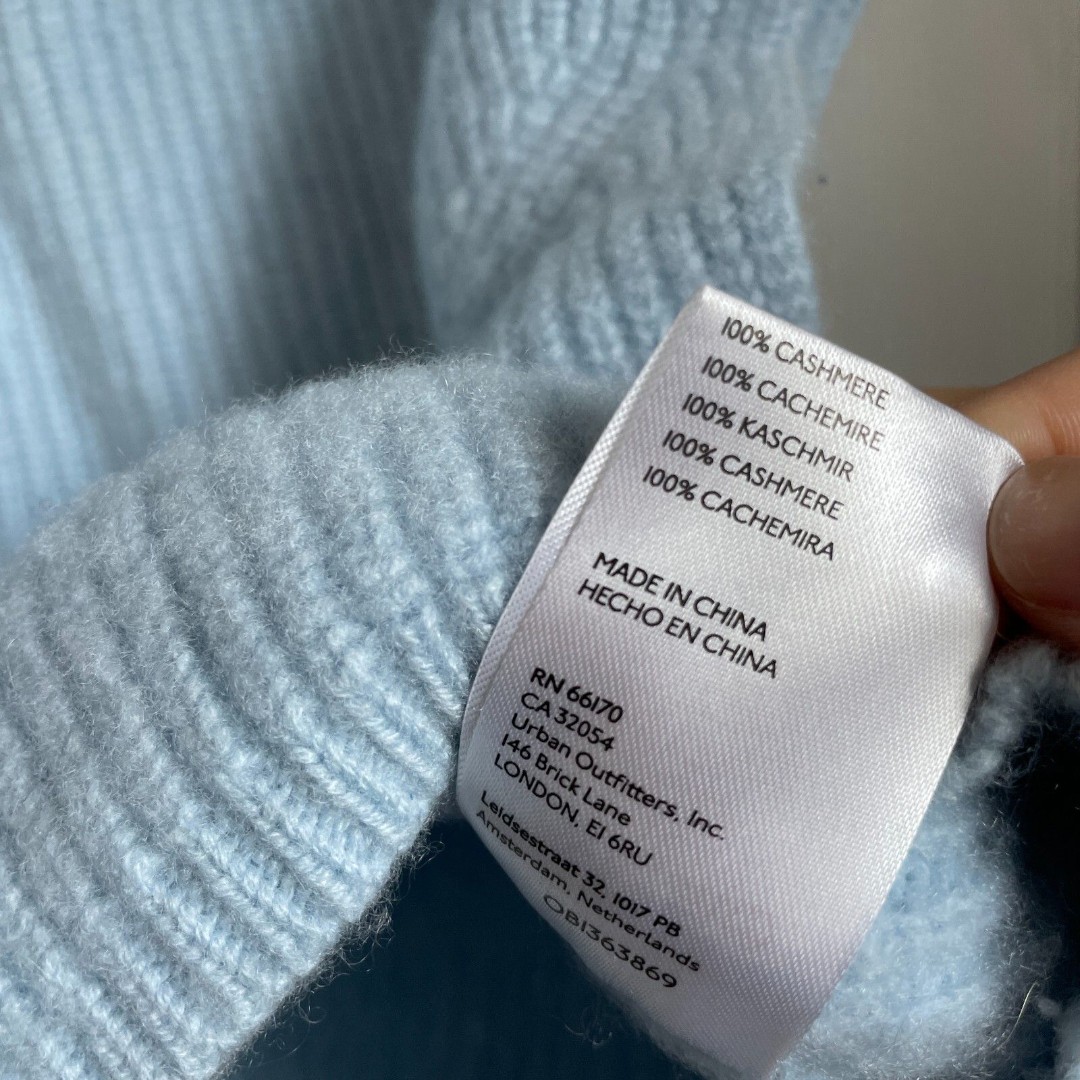 100% CASHMERE
100% CACHEMIRE
100% KASCHMIR
100% CASHMERE
100% CACHEMIRA
MADE IN CHINA
HECHO EN CHINA
RN 66170
CA 32054
Urban Outfitters, Inc.
146 Brick Lane
LONDON, E1 6RU
Leidsestraat 32, 1017 PB
Amsterdam, Netherlands
OB1363869